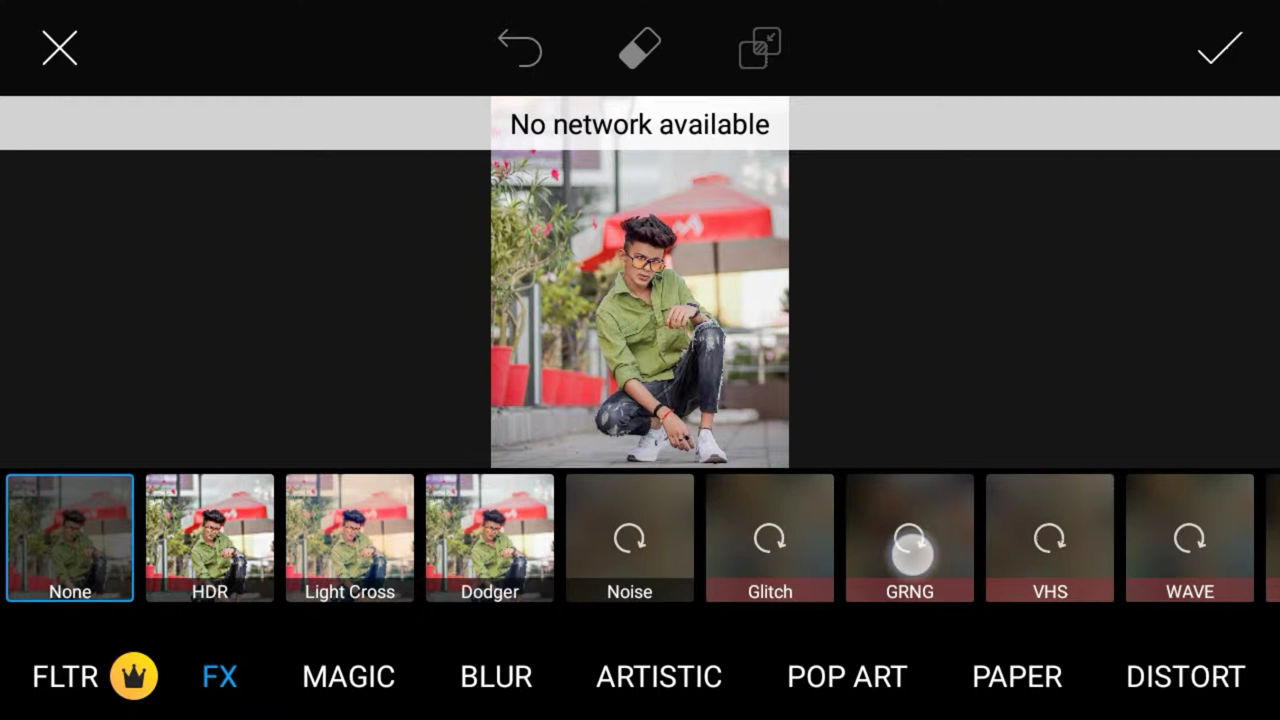 No network available
None
HDR
Light Cross
Dodger
Noise
Glitch
GRNG
VHS
WAVE
FLTR
FX
MAGIC
BLUR
ARTISTIC
POP ART
PAPER
DISTORT